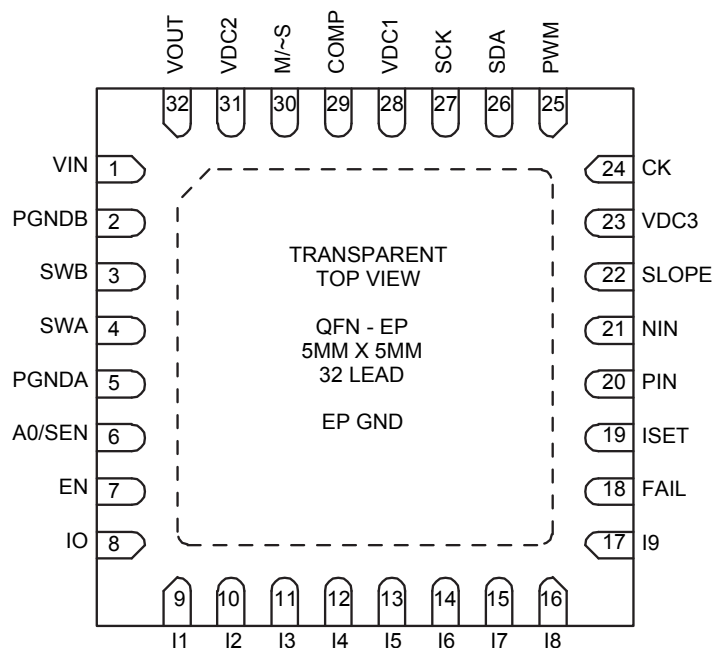 VOUT
VDC2
M/~S
COMP
VDC1
SCK
SDA
PWM
32
31
30
29
28
27
26
25
VIN 1
PGNDB 2
SWB 3
SWA 4
PGNDA 5
A0/SEN 6
EN 7
IO 8
24 CK
23 VDC3
22 SLOPE
21 NIN
20 PIN
19 ISET
18 FAIL
17 I9
TRANSPARENT
TOP VIEW
QFN - EP
5MM X 5MM
32 LEAD
EP GND
9
10
11
12
13
14
15
16
I1
I2
I3
I4
I5
I6
I7
I8